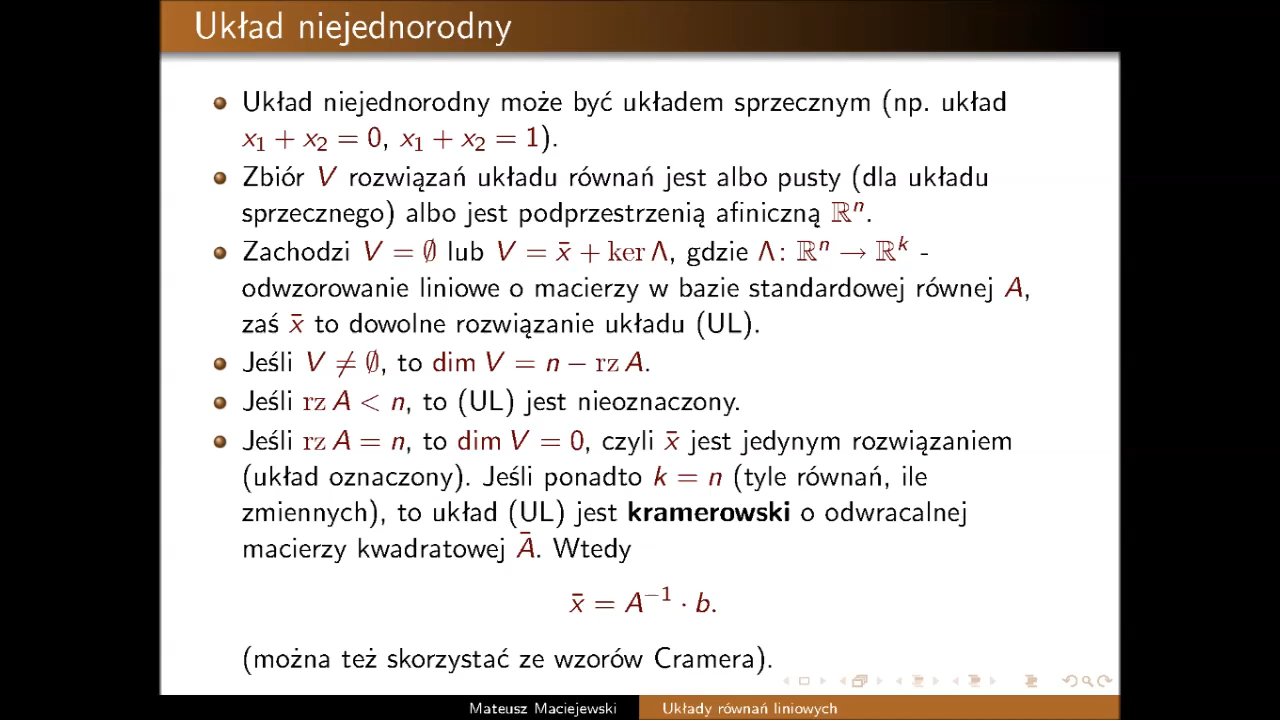 Układ niejednorodny
Układ niejednorodny może być układem sprzecznym (np. układ
x₁ + x₂ = 0, x₁ + x₂ = 1).
Zbiór V rozwiązań układu równań jest albo pusty (dla układu
sprzecznego) albo jest podprzestrzenią afiniczną ℝⁿ.
Zachodzi V = ∅ lub V = x̄ + ker Λ, gdzie Λ: ℝⁿ → ℝᵏ -
odwzorowanie liniowe o macierzy w bazie standardowej równej A,
zaś x̄ to dowolne rozwiązanie układu (UL).
Jeśli V ≠ ∅, to dim V = n − rz A.
Jeśli rz A < n, to (UL) jest nieoznaczony.
Jeśli rz A = n, to dim V = 0, czyli x̄ jest jedynym rozwiązaniem
(układ oznaczony). Jeśli ponadto k = n (tyle równań, ile
zmiennych), to układ (UL) jest kramerowski o odwracalnej
macierzy kwadratowej Ā. Wtedy
x̄ = A⁻¹ · b.
(można też skorzystać ze wzorów Cramera).
Mateusz Maciejewski Układy równań liniowych